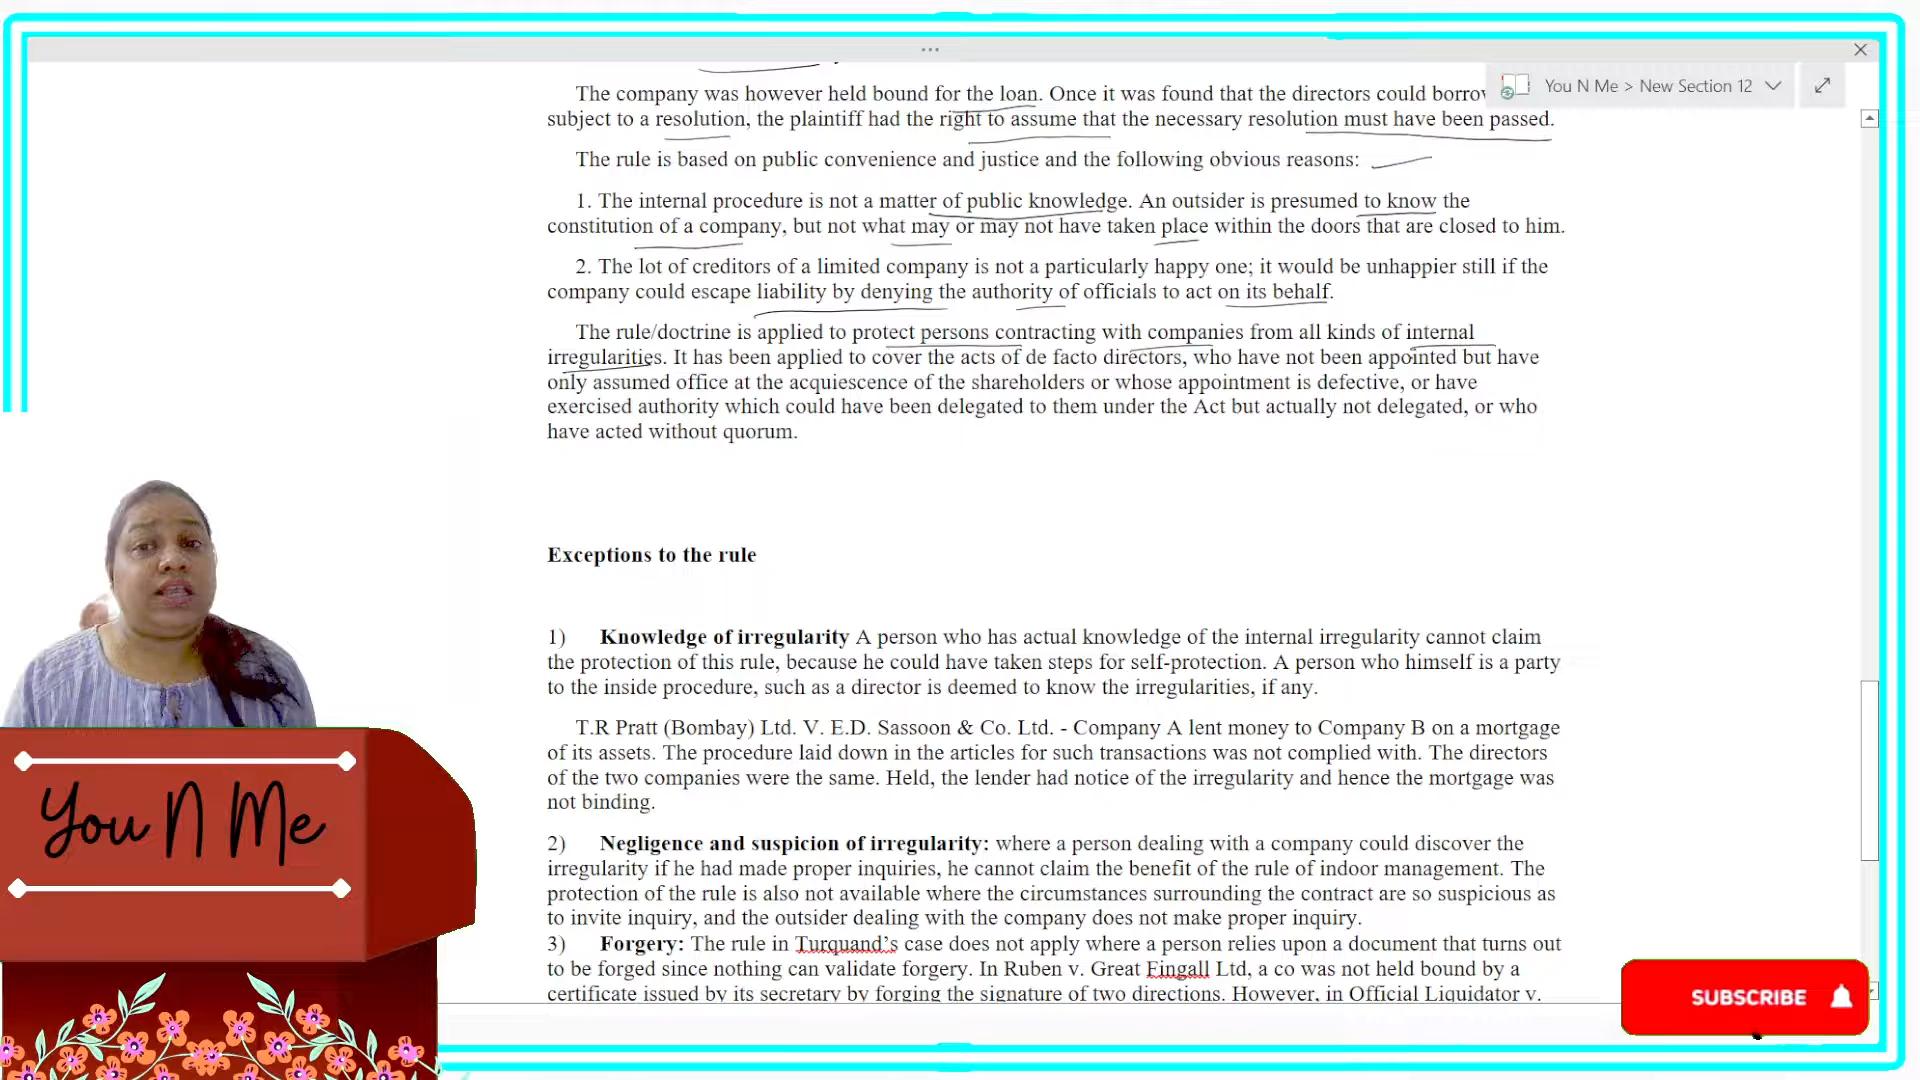 ...
You N Me > New Section 12
The company was however held bound for the loan. Once it was found that the directors could borrow
subject to a resolution, the plaintiff had the right to assume that the necessary resolution must have been passed.
The rule is based on public convenience and justice and the following obvious reasons:
1. The internal procedure is not a matter of public knowledge. An outsider is presumed to know the
constitution of a company, but not what may or may not have taken place within the doors that are closed to him.
2. The lot of creditors of a limited company is not a particularly happy one; it would be unhappier still if the
company could escape liability by denying the authority of officials to act on its behalf.
The rule/doctrine is applied to protect persons contracting with companies from all kinds of internal
irregularities. It has been applied to cover the acts of de facto directors, who have not been appointed but have
only assumed office at the acquiescence of the shareholders or whose appointment is defective, or have
exercised authority which could have been delegated to them under the Act but actually not delegated, or who
have acted without quorum.
Exceptions to the rule
1) Knowledge of irregularity A person who has actual knowledge of the internal irregularity cannot claim
the protection of this rule, because he could have taken steps for self-protection. A person who himself is a party
to the inside procedure, such as a director is deemed to know the irregularities, if any.
T.R Pratt (Bombay) Ltd. V. E.D. Sassoon & Co. Ltd. - Company A lent money to Company B on a mortgage
of its assets. The procedure laid down in the articles for such transactions was not complied with. The directors
of the two companies were the same. Held, the lender had notice of the irregularity and hence the mortgage was
not binding.
2) Negligence and suspicion of irregularity: where a person dealing with a company could discover the
irregularity if he had made proper inquiries, he cannot claim the benefit of the rule of indoor management. The
protection of the rule is also not available where the circumstances surrounding the contract are so suspicious as
to invite inquiry, and the outsider dealing with the company does not make proper inquiry.
3) Forgery: The rule in Turquand's case does not apply where a person relies upon a document that turns out
to be forged since nothing can validate forgery. In Ruben v. Great Fingall Ltd, a co was not held bound by a
certificate issued by its secretary by forging the signature of two directions. However, in Official Liquidator v.
You N Me
SUBSCRIBE